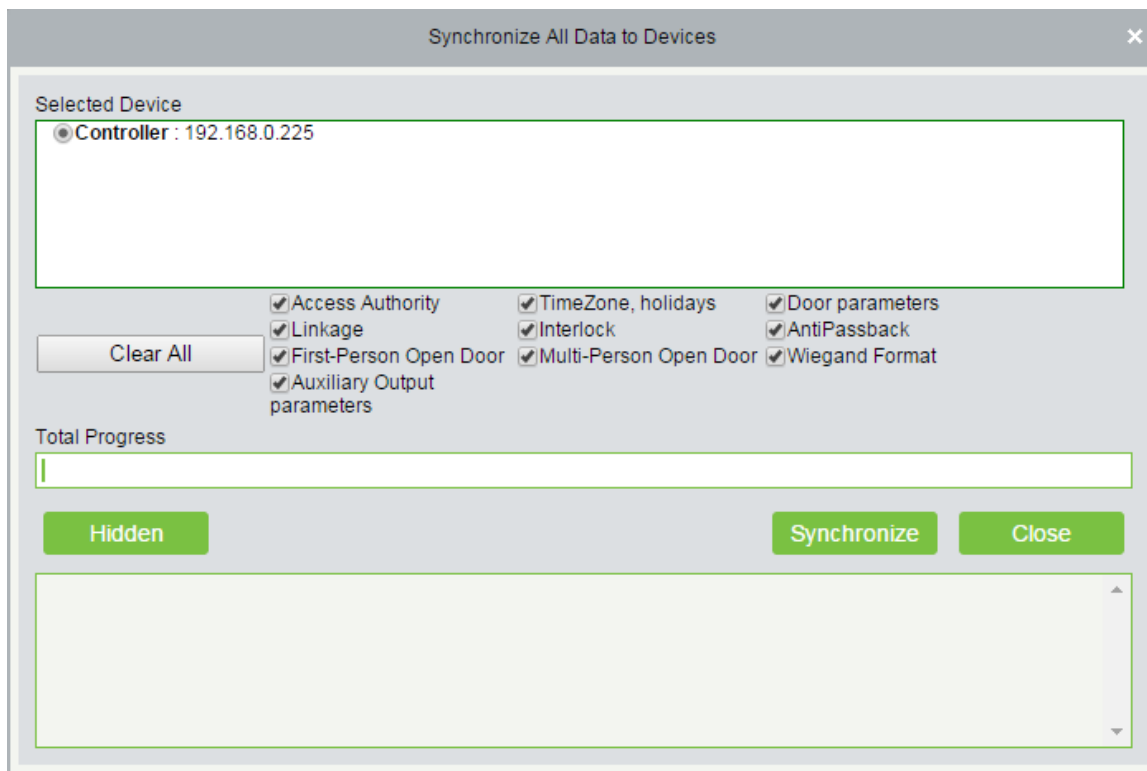 Synchronize All Data to Devices
Selected Device
Controller : 192.168.0.225
Access Authority TimeZone, holidays Door parameters
Linkage Interlock AntiPassback
Clear All
First-Person Open Door Multi-Person Open Door Wiegand Format
Auxiliary Output
parameters
Total Progress
Hidden Synchronize Close